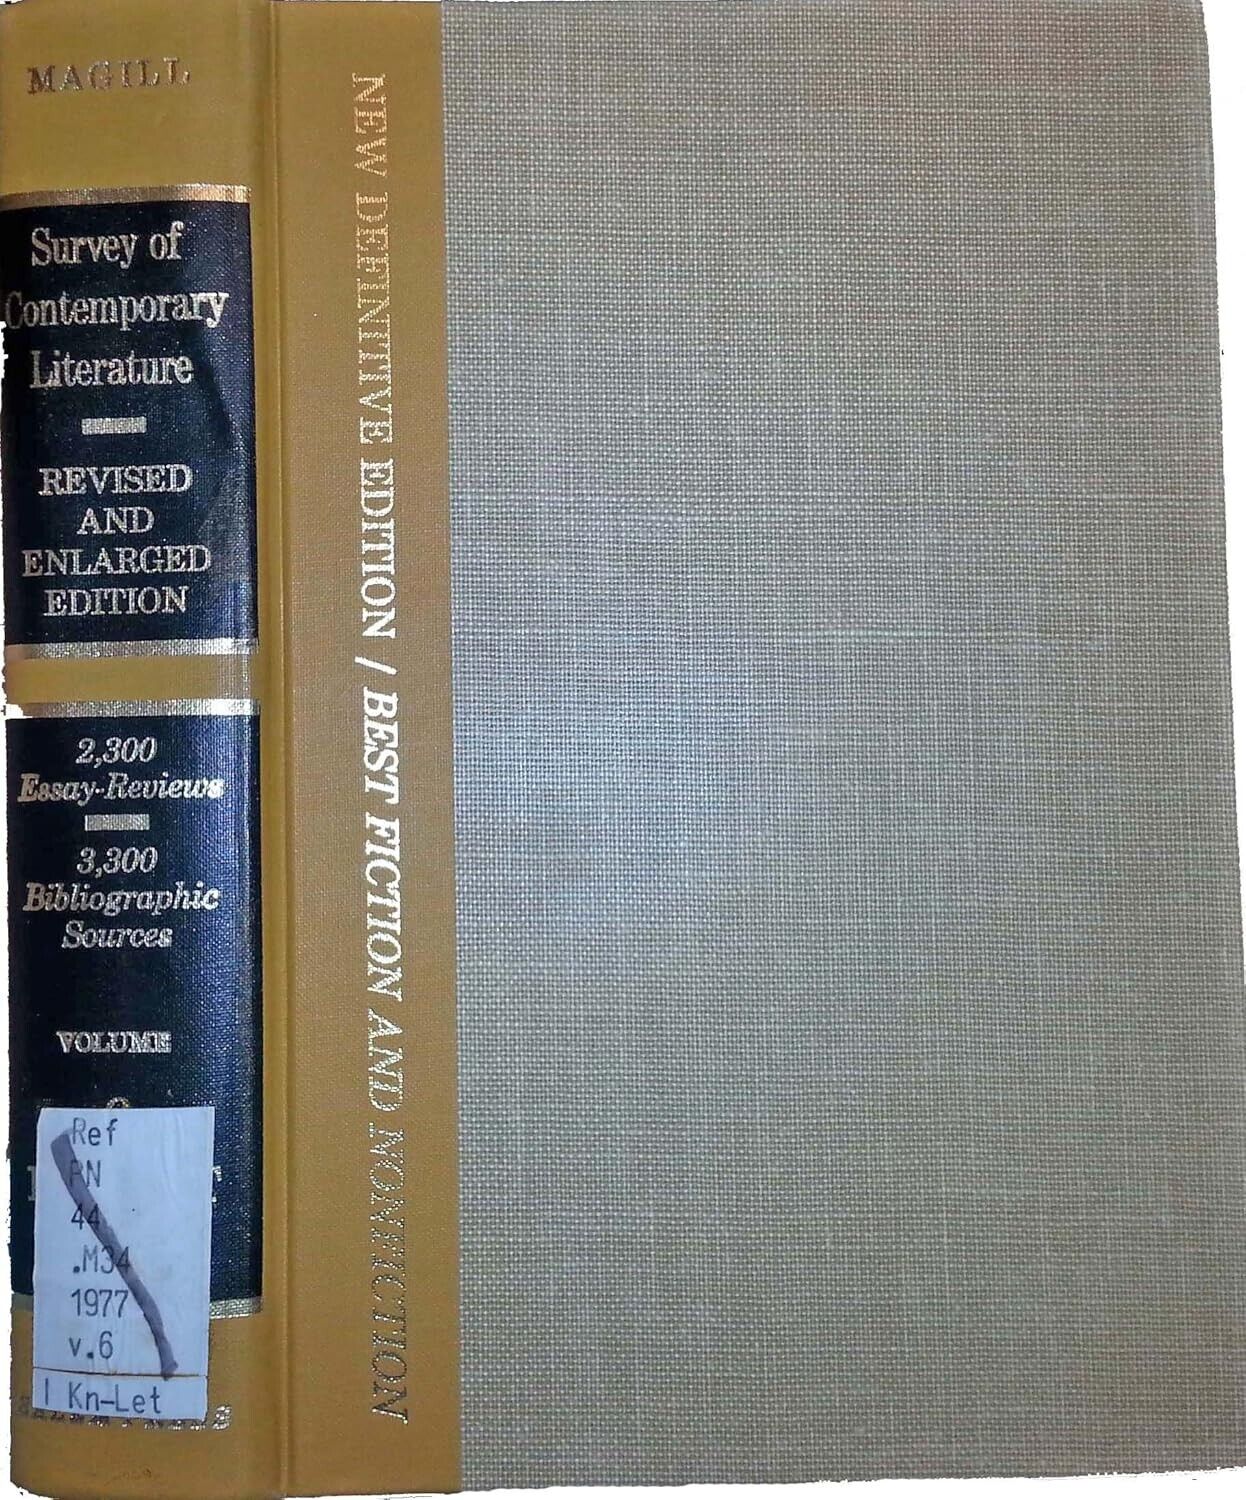 MAGILL
Survey of
Contemporary
Literature
REVISED
AND
ENLARGED
EDITION
2,300
Essay-Reviews
3,300
Bibliographic
Sources
VOLUME
Ref
PN
44
.M34
1977
v.6
Kn-Let
NEW DEFINITIVE EDITION / BEST FICTION AND NONFICTION